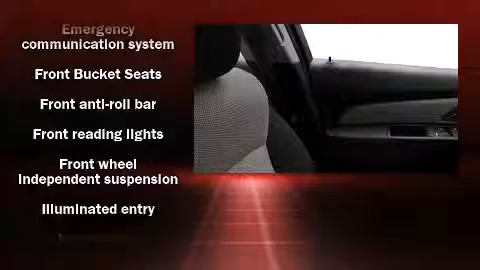 Emergency
communication system
Front Bucket Seats
Front anti-roll bar
Front reading lights
Front wheel
independent suspension
Illuminated entry